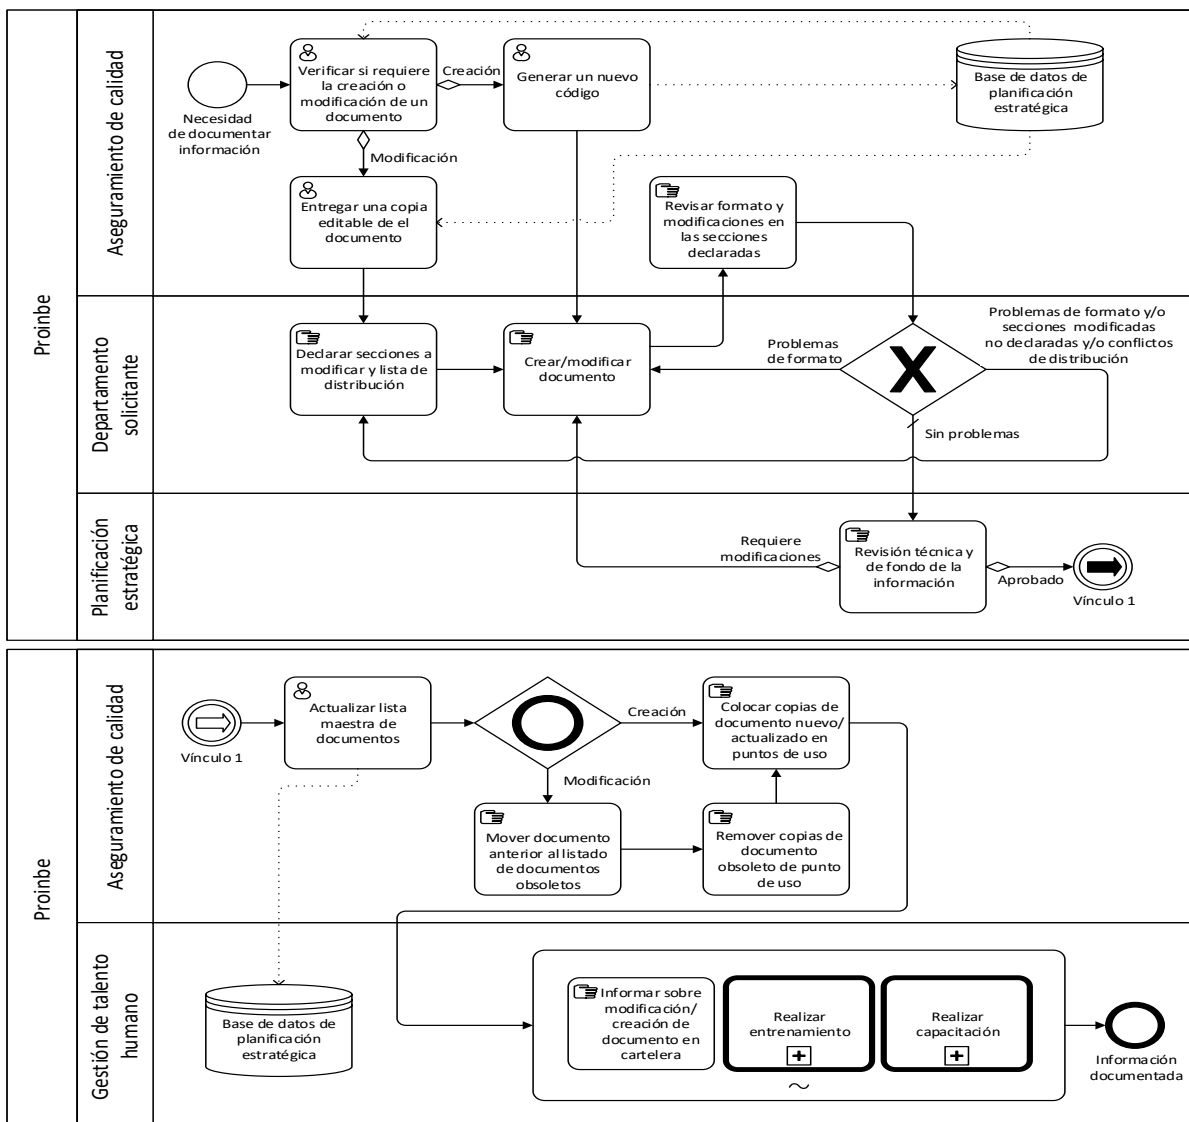 Proinbe
Aseguramiento de calidad
Necesidad
de documentar
información
Verificar si requiere
la creación o
modificación de un
documento
Creación
Generar un nuevo
código
Base de datos de
planificación
estratégica
Modificación
Entregar una copia
editable de el
documento
Revisar formato y
modificaciones en
las secciones
declaradas
Departamento
solicitante
Declarar secciones a
modificar y lista de
distribución
Crear/modificar
documento
Problemas
de formato
X
Problemas de formato y/o
secciones modificadas
no declaradas y/o conflictos
de distribución
Sin problemas
Planificación
estratégica
Requiere
modificaciones
Revisión técnica y
de fondo de la
información
Aprobado
Vínculo 1
Proinbe
Aseguramiento de calidad
Vínculo 1
Actualizar lista
maestra de
documentos
Creación
Colocar copias de
documento nuevo/
actualizado en
puntos de uso
Modificación
Mover documento
anterior al listado
de documentos
obsoletos
Remover copias de
documento
obsoleto de punto
de uso
Gestión de talento
humano
Base de datos de
planificación
estratégica
Informar sobre
modificación/
creación de
documento en
cartelera
Realizar
entrenamiento
Realizar
capacitación
Información
documentada